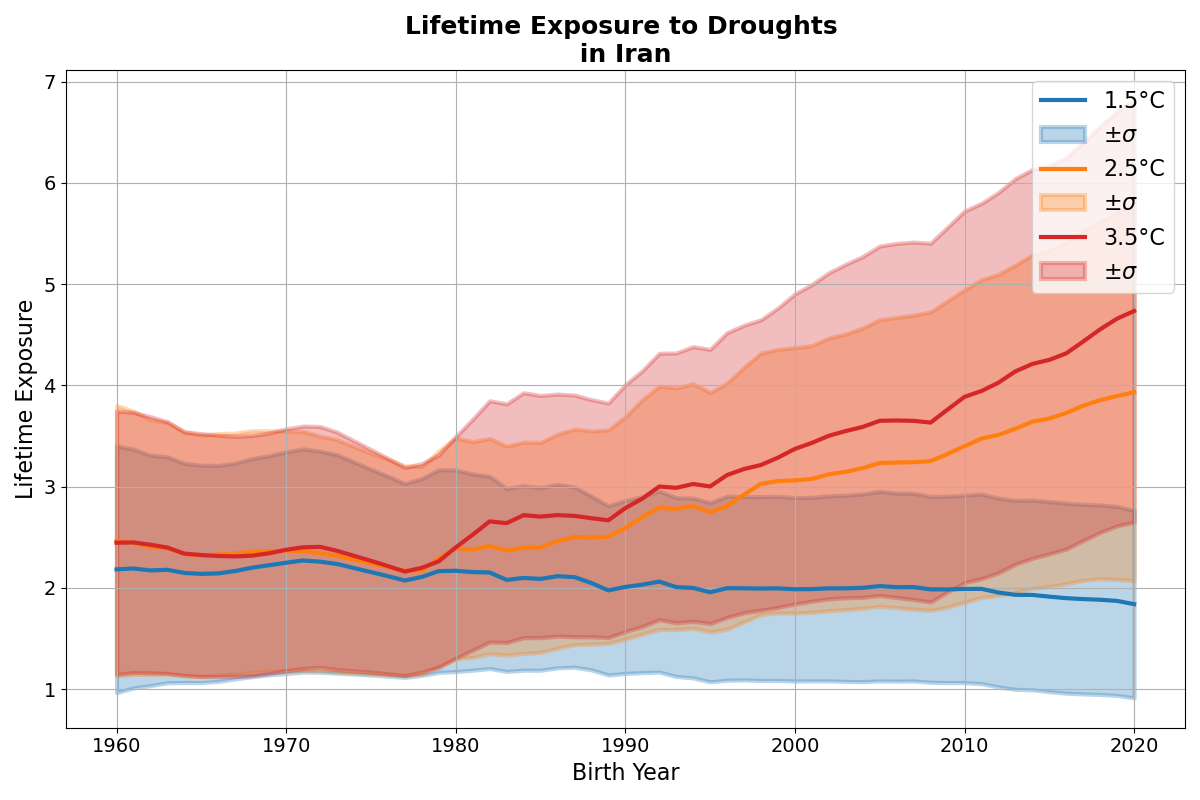 Lifetime Exposure to Droughts
in Iran
7
6
5
4
3
2
1
Lifetime Exposure
1.5°C
±σ
2.5°C
±σ
3.5°C
±σ
1960 1970 1980 1990 2000 2010 2020
Birth Year